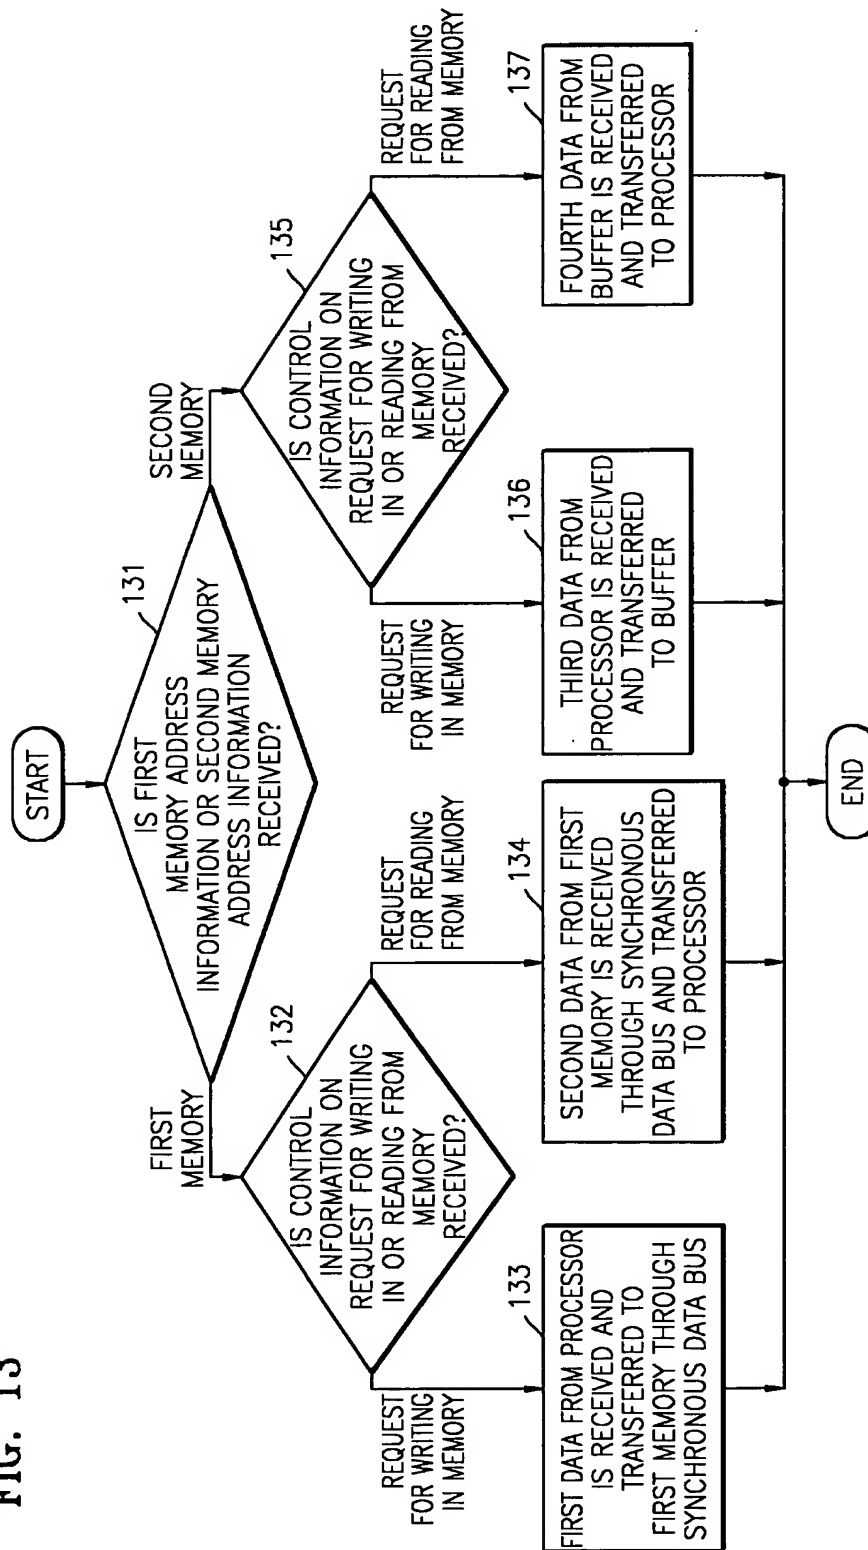 FIG. 13
START
131
IS FIRST
MEMORY ADDRESS
INFORMATION OR SECOND MEMORY
ADDRESS INFORMATION
RECEIVED?
FIRST
MEMORY
SECOND
MEMORY
132
IS CONTROL
INFORMATION ON
REQUEST FOR WRITING
IN OR READING FROM
MEMORY
RECEIVED?
135
IS CONTROL
INFORMATION ON
REQUEST FOR WRITING
IN OR READING FROM
MEMORY
RECEIVED?
REQUEST
FOR WRITING
IN MEMORY
REQUEST
FOR READING
FROM MEMORY
REQUEST
FOR WRITING
IN MEMORY
REQUEST
FOR READING
FROM MEMORY
133
FIRST DATA FROM PROCESSOR
IS RECEIVED AND
TRANSFERRED TO
FIRST MEMORY THROUGH
SYNCHRONOUS DATA BUS
134
SECOND DATA FROM FIRST
MEMORY IS RECEIVED
THROUGH SYNCHRONOUS
DATA BUS AND TRANSFERRED
TO PROCESSOR
136
THIRD DATA FROM
PROCESSOR IS RECEIVED
AND TRANSFERRED
TO BUFFER
137
FOURTH DATA FROM
BUFFER IS RECEIVED
AND TRANSFERRED
TO PROCESSOR
END